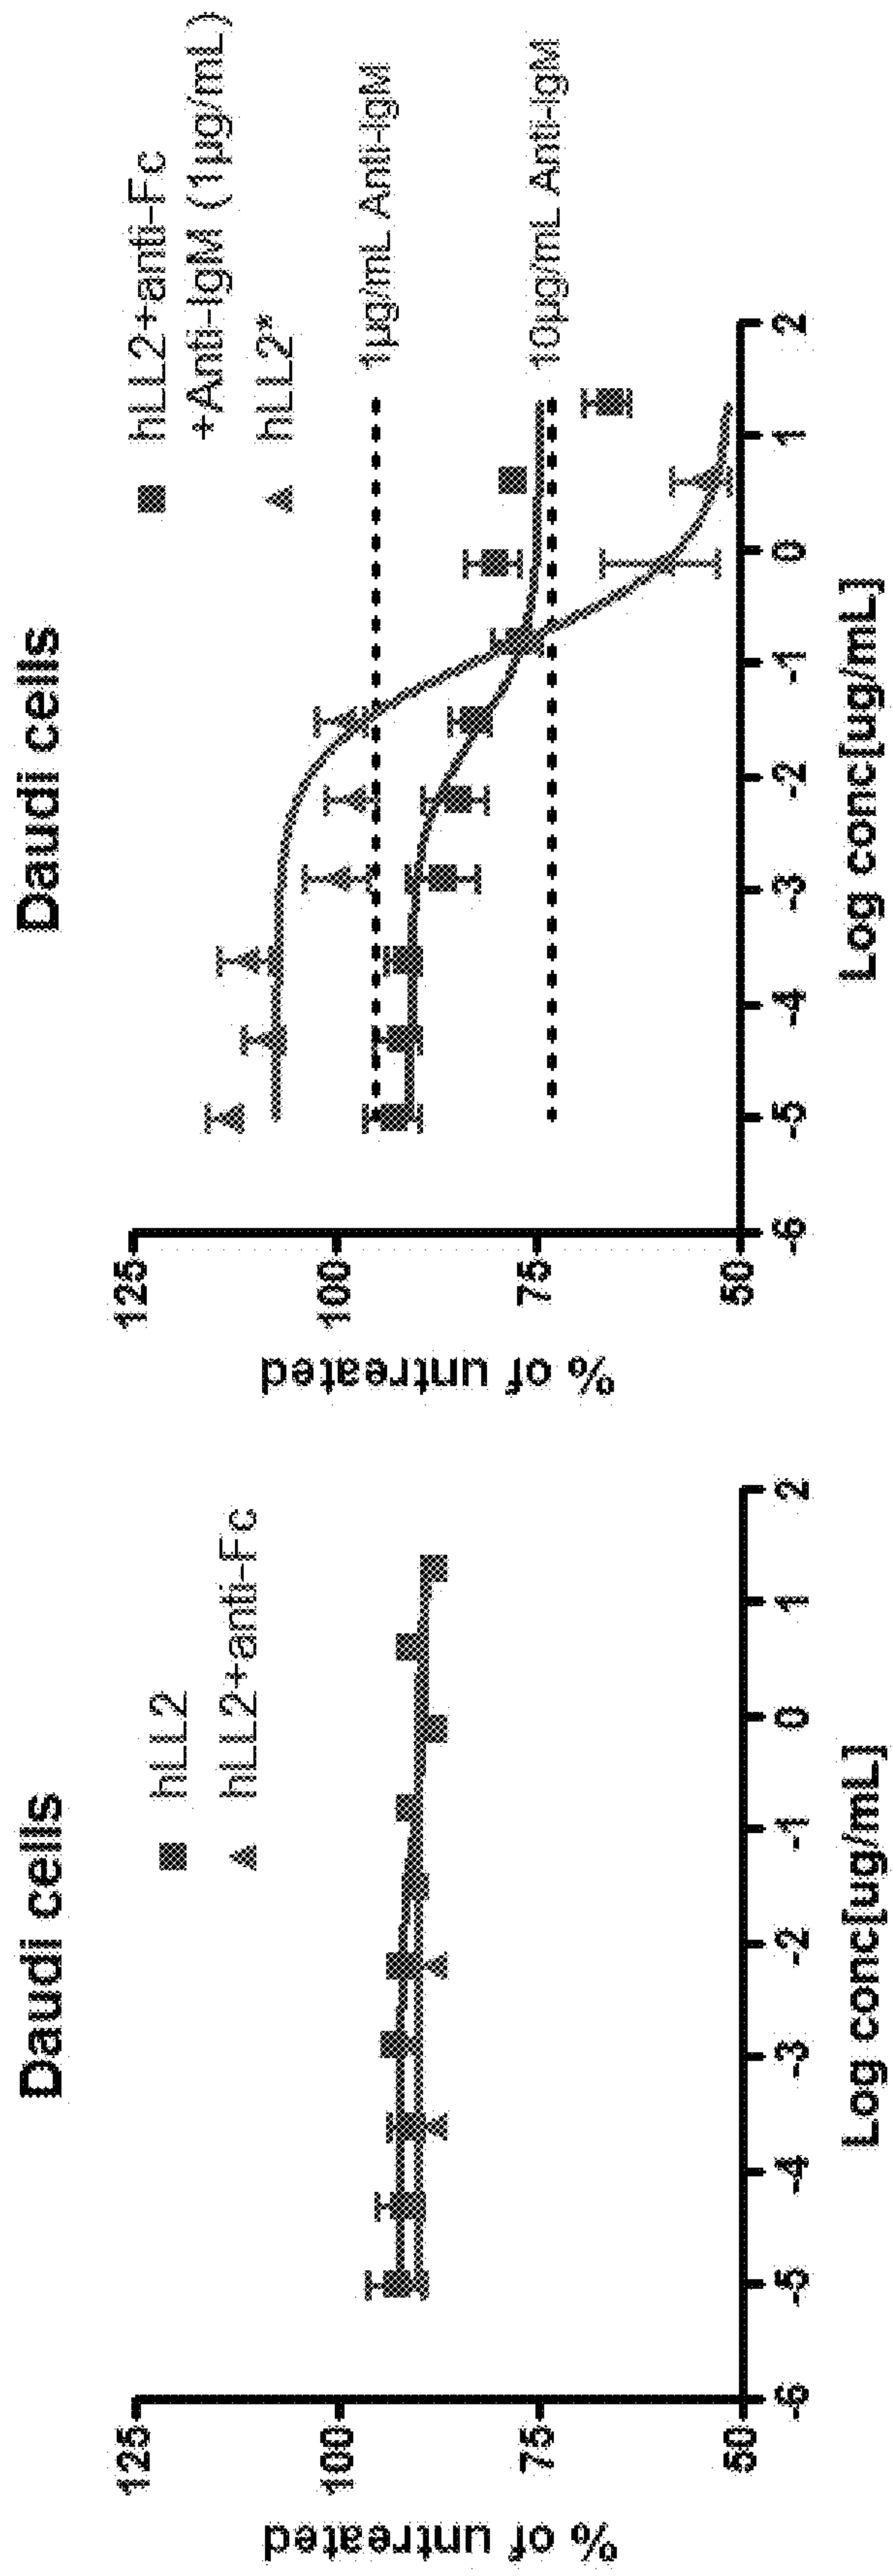 Daudi cells
hLL2
hLL2+anti-Fc
125
100
75
50
% of untreated
-6
-5
-4
-3
-2
-1
0
1
2
Log conc[ug/mL]
Daudi cells
hLL2+anti-Fc
+Anti-IgM (1µg/mL)
hLL2*
1µg/mL Anti-IgM
10µg/mL Anti-IgM
125
100
75
50
% of untreated
-6
-5
-4
-3
-2
-1
0
1
2
Log conc[ug/mL]